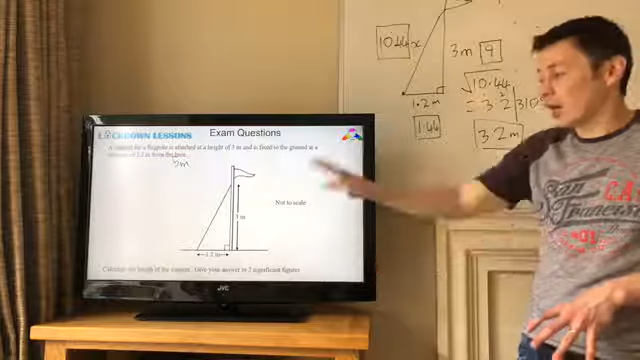 LOCKDOWN LESSONS
Exam Questions
A support for a flagpole is attached at a height of 3 m and is fixed to the ground at a
distance of 1.2 m from the base.
3m
3 m
Not to scale
1.2 m
Calculate the length of the support. Give your answer to 2 significant figures
JVC
10.44 x
3m 9
1.2m
1.44
√10.44
= 3.2
310
3.2m
CA
San
Francisco